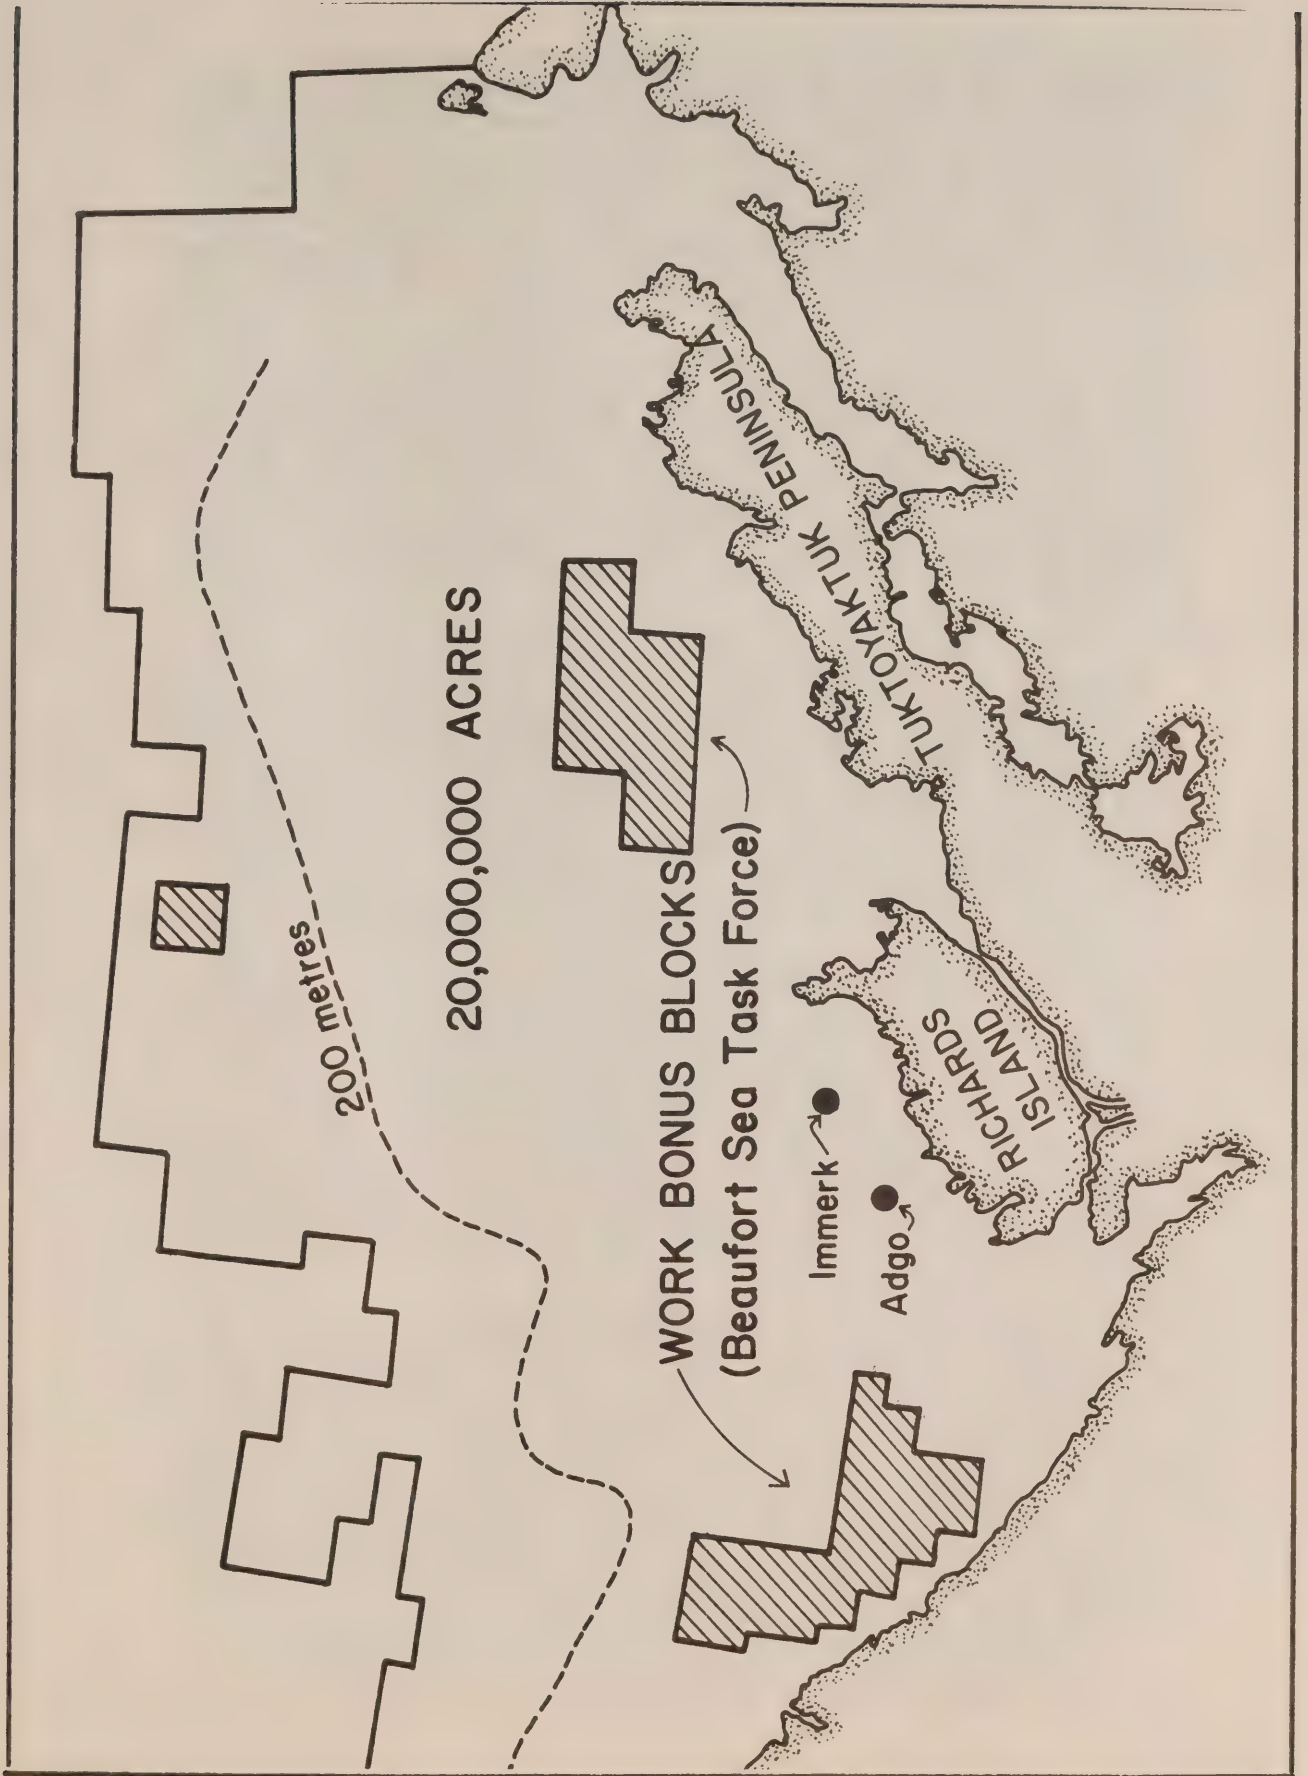 200 metres
20,000,000 ACRES
WORK BONUS BLOCKS
(Beaufort Sea Task Force)
Immerk
Adgo
TUKTOYAKTUK PENINSULA
RICHARDS
ISLAND